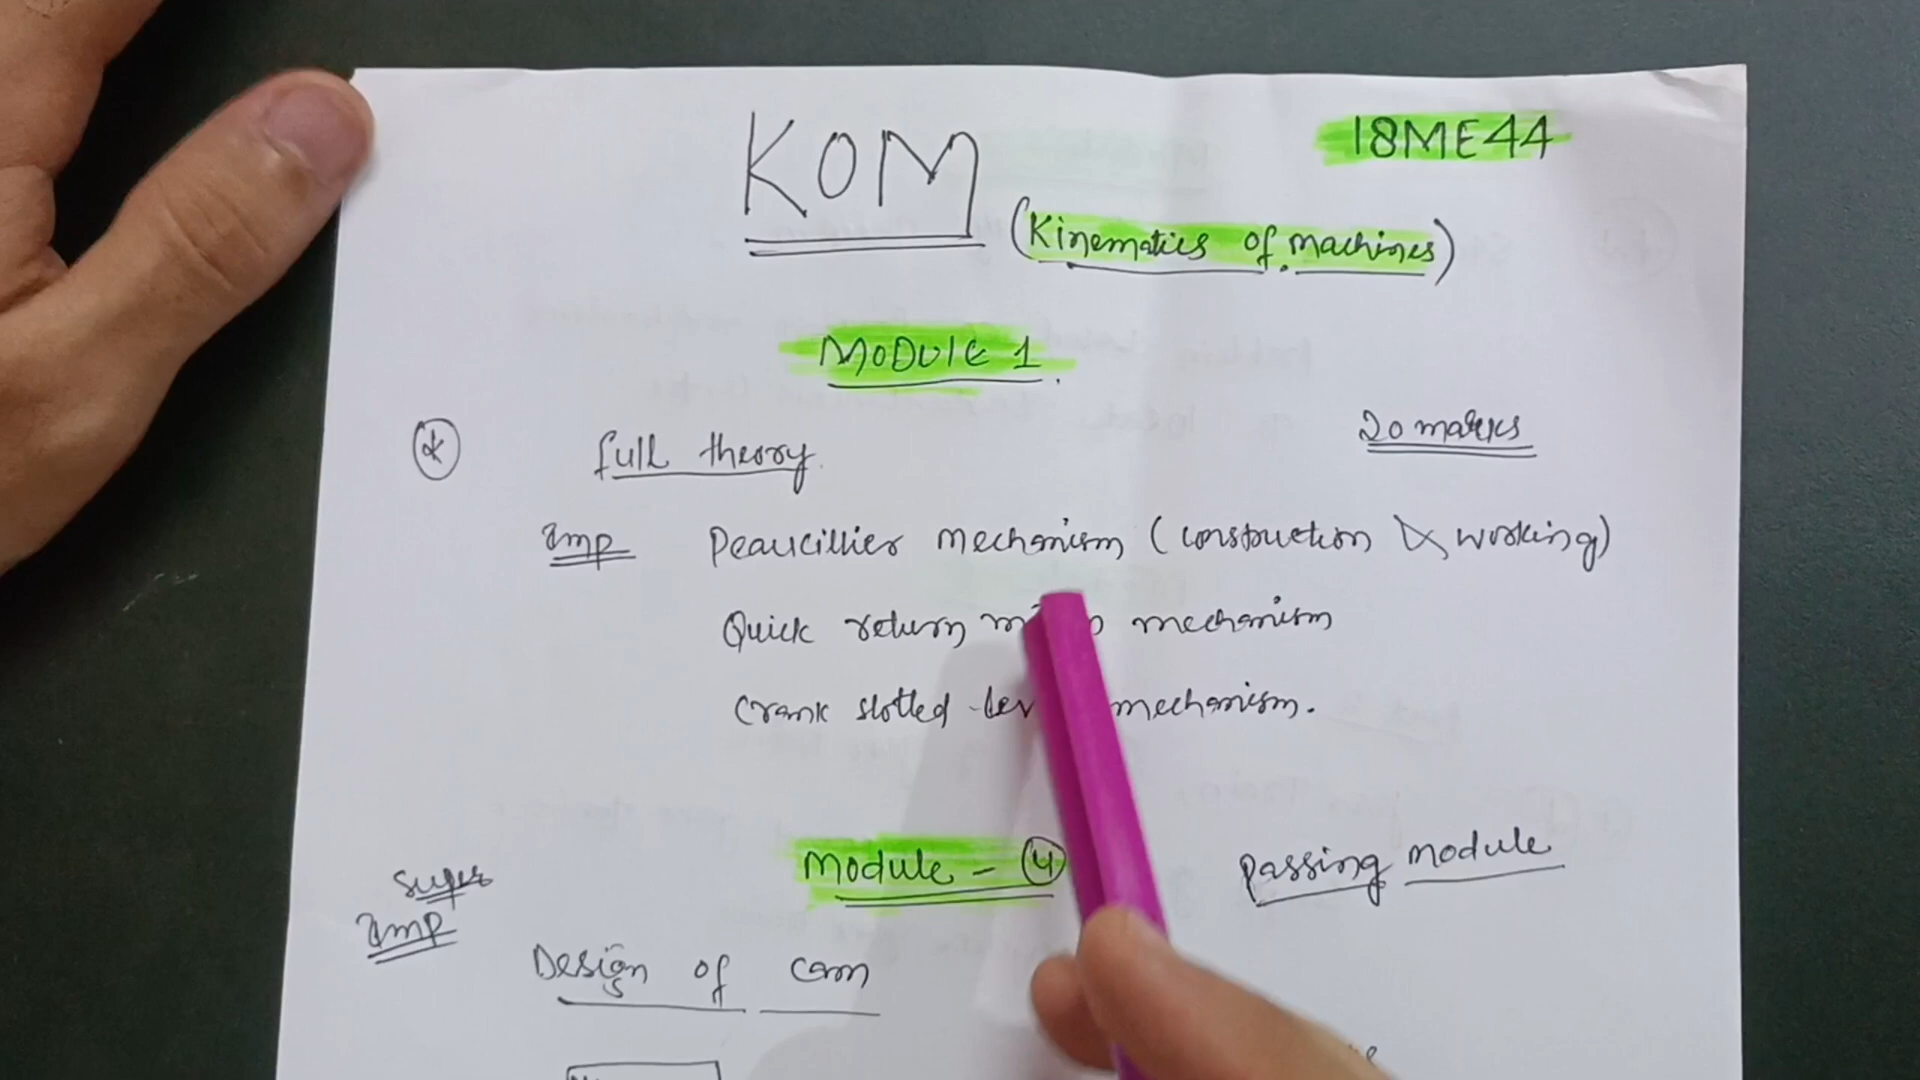 KOM
18ME44
(Kinematics of machines)
MODULE 1
20 marks
full theory
Imp Peaucillier mechanism (construction & working)
Quick return mechanism
Crank slotted mechanism.
Module - 4
passing module
super
Imp
Design of cam